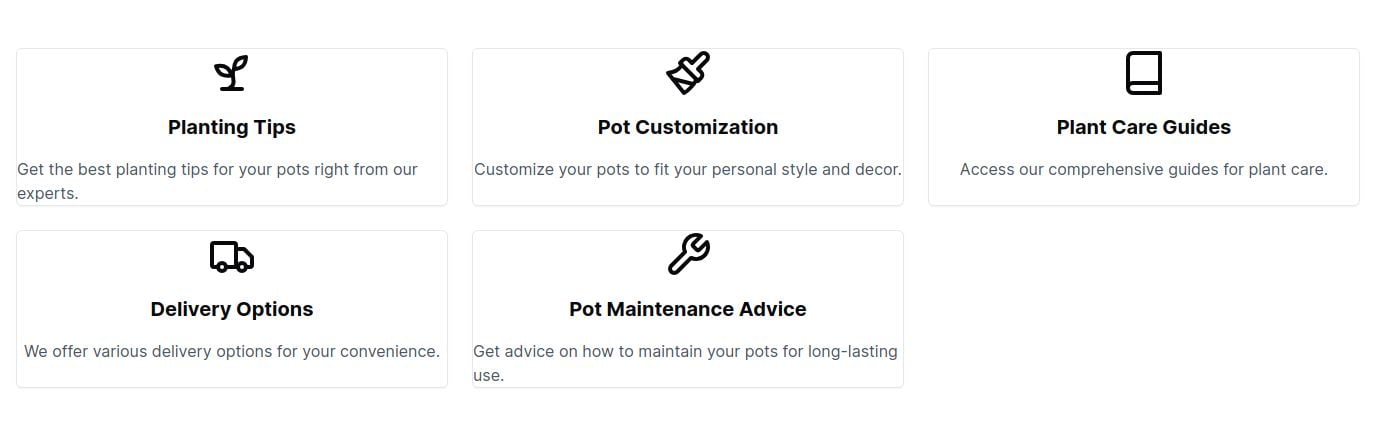 Planting Tips
Get the best planting tips for your pots right from our
experts.
Pot Customization
Customize your pots to fit your personal style and decor.
Plant Care Guides
Access our comprehensive guides for plant care.
Delivery Options
We offer various delivery options for your convenience.
Pot Maintenance Advice
Get advice on how to maintain your pots for long-lasting
use.